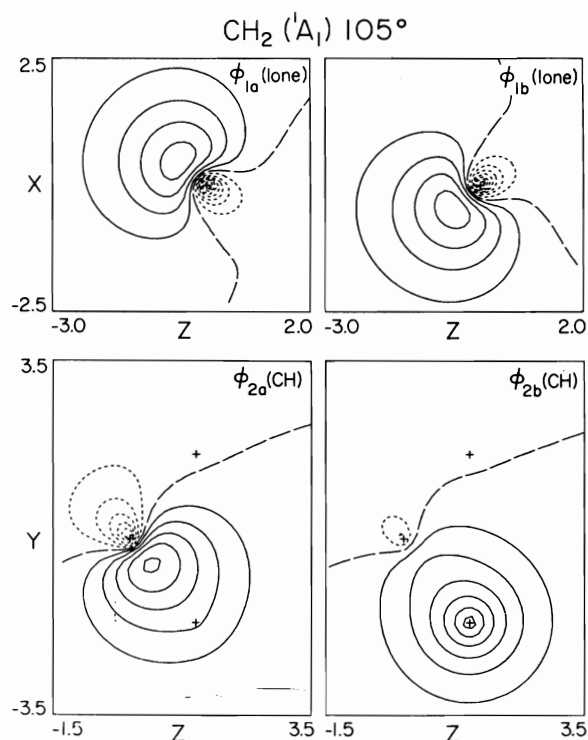 CH₂ (¹A₁) 105°
2.5
ϕ₁ₐ (lone)
ϕ₁b (lone)
X
-2.5
-3.0 Z 2.0
-3.0 Z 2.0
3.5
ϕ₂ₐ (CH)
ϕ₂b (CH)
Y
-3.5
-1.5 Z 3.5
-1.5 Z 3.5